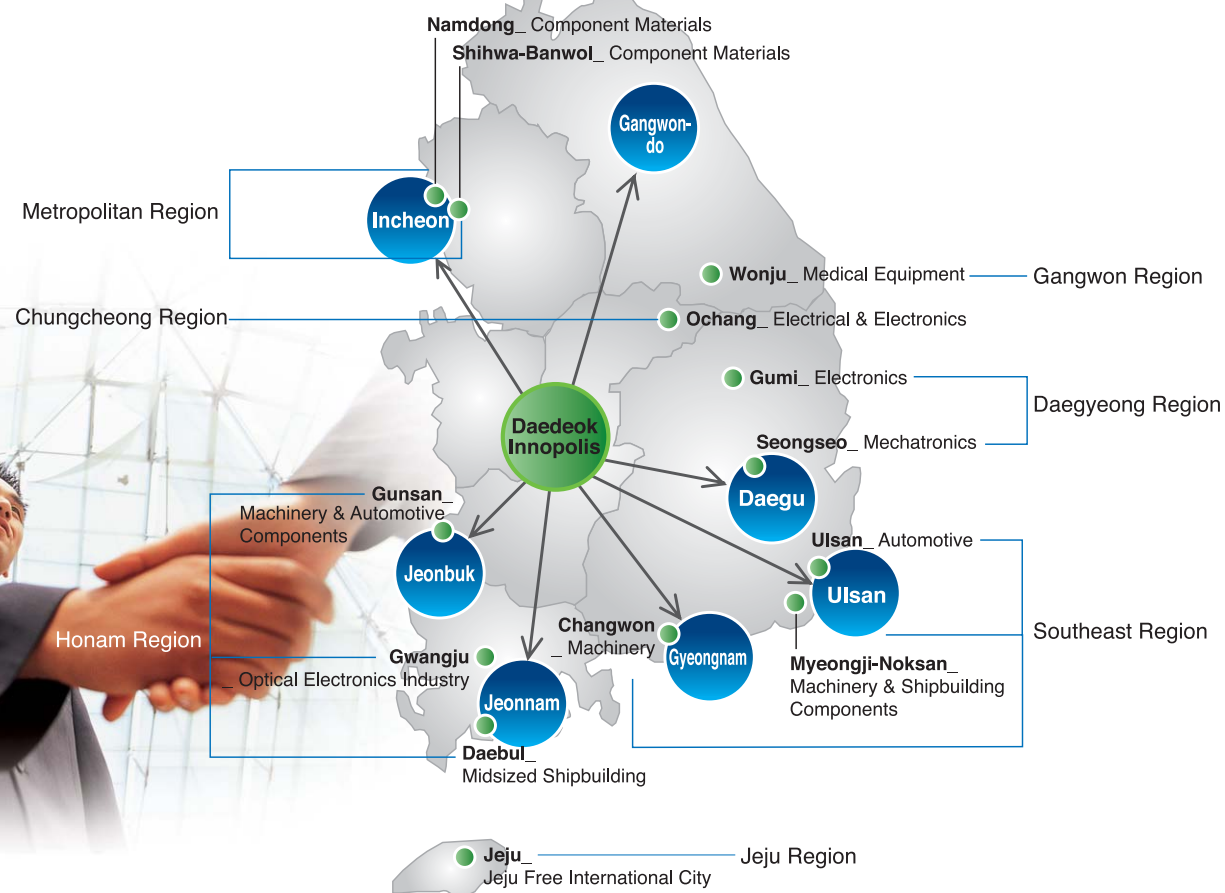 Namdong_ Component Materials
Shihwa-Banwol_ Component Materials
Gangwon-
do
Metropolitan Region
Incheon
Wonju_ Medical Equipment
Gangwon Region
Chungcheong Region
Ochang_ Electrical & Electronics
Gumi_ Electronics
Daegyeong Region
Daedeok
Innopolis
Seongseo_ Mechatronics
Daegu
Gunsan_
Machinery & Automotive
Components
Jeonbuk
Ulsan_ Automotive
Ulsan
Honam Region
Changwon
_ Machinery
Gyeongnam
Southeast Region
Myeongji-Noksan_
Machinery & Shipbuilding
Components
Gwangju
_ Optical Electronics Industry
Jeonnam
Daebul_
Midsized Shipbuilding
Jeju_
Jeju Free International City
Jeju Region